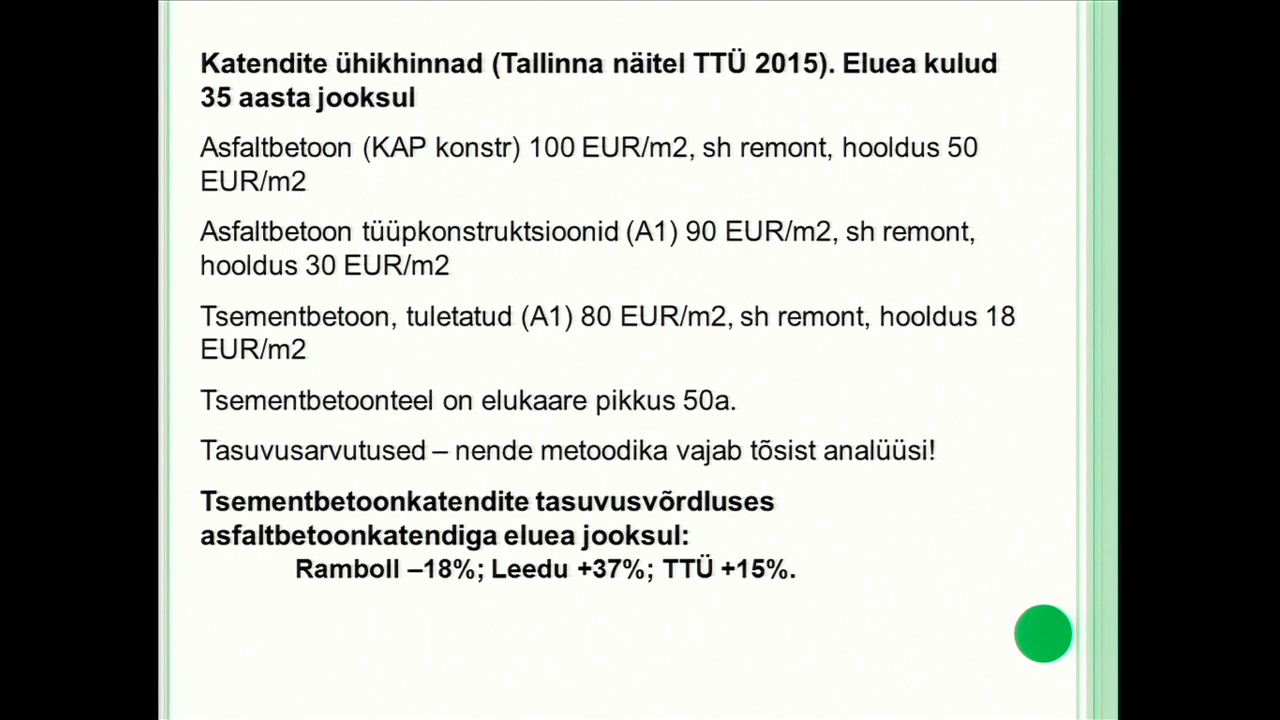 Katendite ühikhinnad (Tallinna näitel TTÜ 2015). Eluea kulud
35 aasta jooksul
Asfaltbetoon (KAP konstr) 100 EUR/m2, sh remont, hooldus 50
EUR/m2
Asfaltbetoon tüüpkonstruktsioonid (A1) 90 EUR/m2, sh remont,
hooldus 30 EUR/m2
Tsementbetoon, tuletatud (A1) 80 EUR/m2, sh remont, hooldus 18
EUR/m2
Tsementbetoonteel on elukaare pikkus 50a.
Tasuvusarvutused – nende metoodika vajab tõsist analüüsi!
Tsementbetoonkatendite tasuvusvõrdluses
asfaltbetoonkatendiga eluea jooksul:
Ramboll –18%; Leedu +37%; TTÜ +15%.